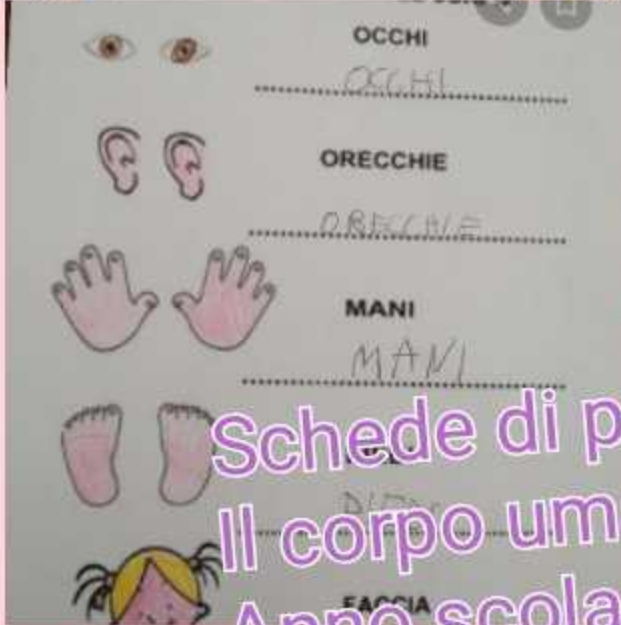 OCCHI
OCCHI
ORECCHIE
ORECCHIE
MANI
MANI
Schede di p
Il corpo um
FACCIA
Anno scola